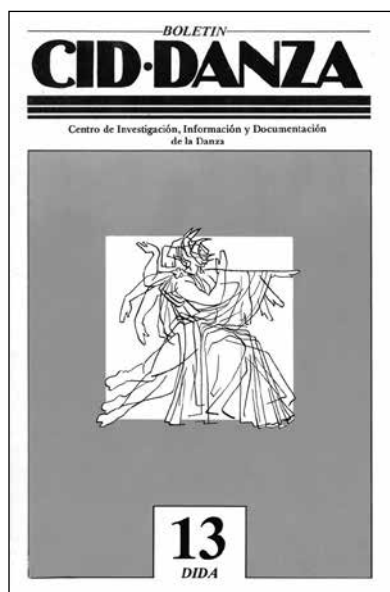 BOLETIN
CID•DANZA
Centro de Investigación, Información y Documentación
de la Danza
13
DIDA